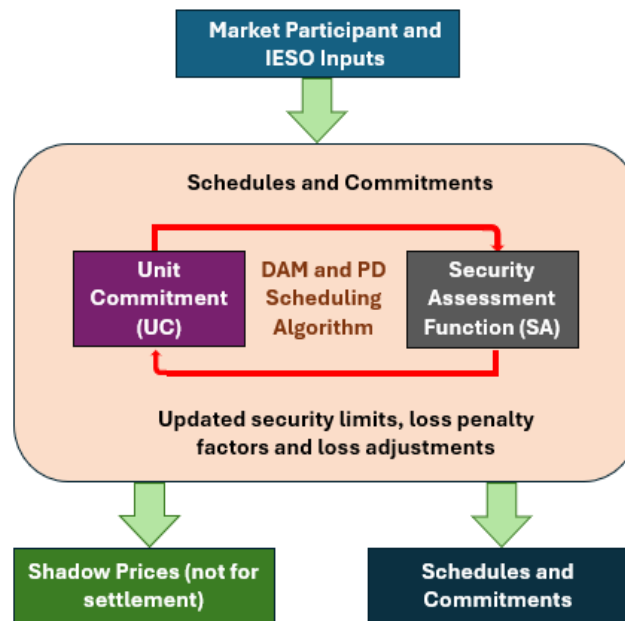 Market Participant and
IESO Inputs
Schedules and Commitments
Unit
Commitment
(UC)
DAM and PD
Scheduling
Algorithm
Security
Assessment
Function (SA)
Updated security limits, loss penalty
factors and loss adjustments
Shadow Prices (not for
settlement)
Schedules and
Commitments